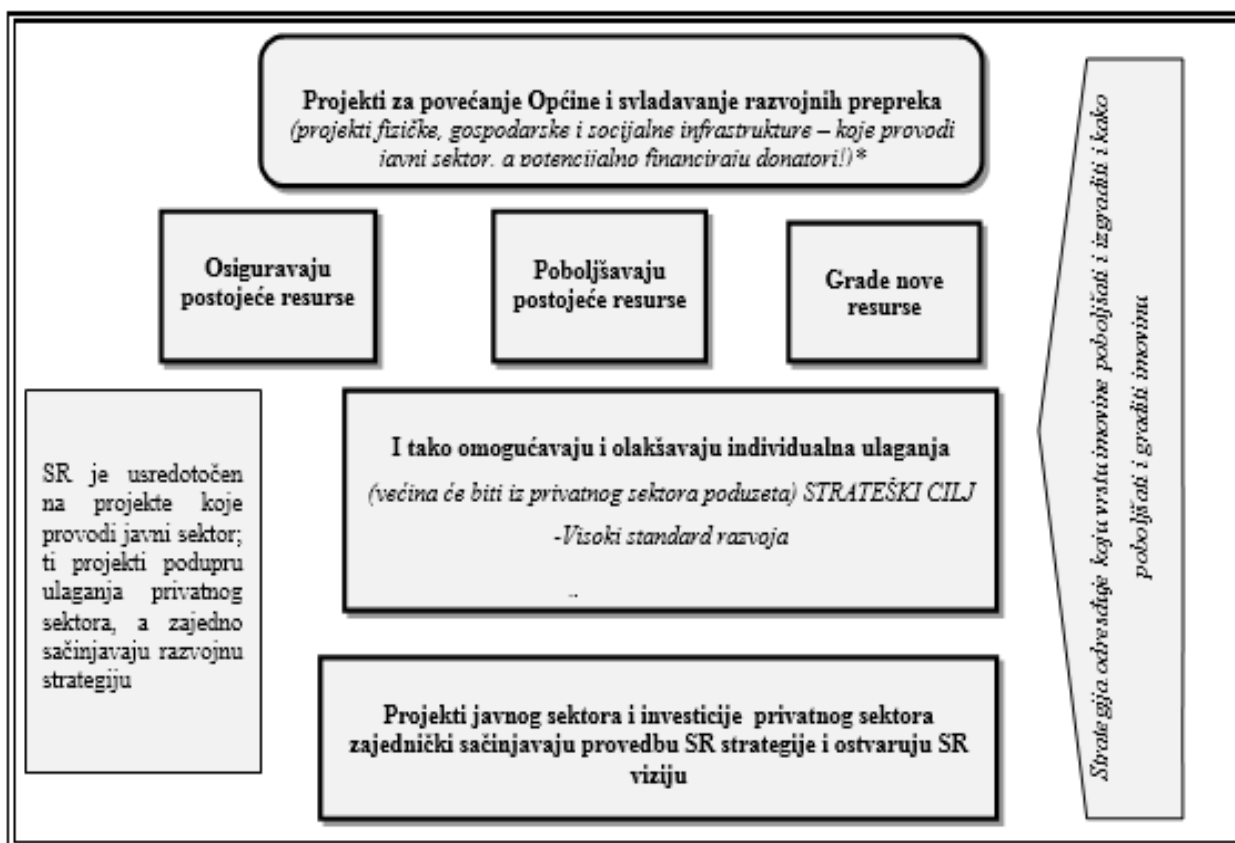 Projekti za povećanje Općine i svladavanje razvojnih prepreka
(projekti fizičke, gospodarske i socijalne infrastrukture – koje provodi
javni sektor, a potencijalno financiraju donatori!)*
Osiguravaju
postojeće resurse
Poboljšavaju
postojeće resurse
Grade nove
resurse
SR je usredotočen
na projekte koje
provodi javni sektor;
ti projekti podupru
ulaganja privatnog
sektora, a zajedno
sačinjavaju razvojnu
strategiju
I tako omogućavaju i olakšavaju individualna ulaganja
(većina će biti iz privatnog sektora poduzeta) STRATEŠKI CILJ
-Visoki standard razvoja
..
Projekti javnog sektora i investicije privatnog sektora
zajednički sačinjavaju provedbu SR strategije i ostvaruju SR
viziju
Strategija određuje koju vrstu imovine poboljšati i izgraditi i kako
poboljšati i graditi imovinu